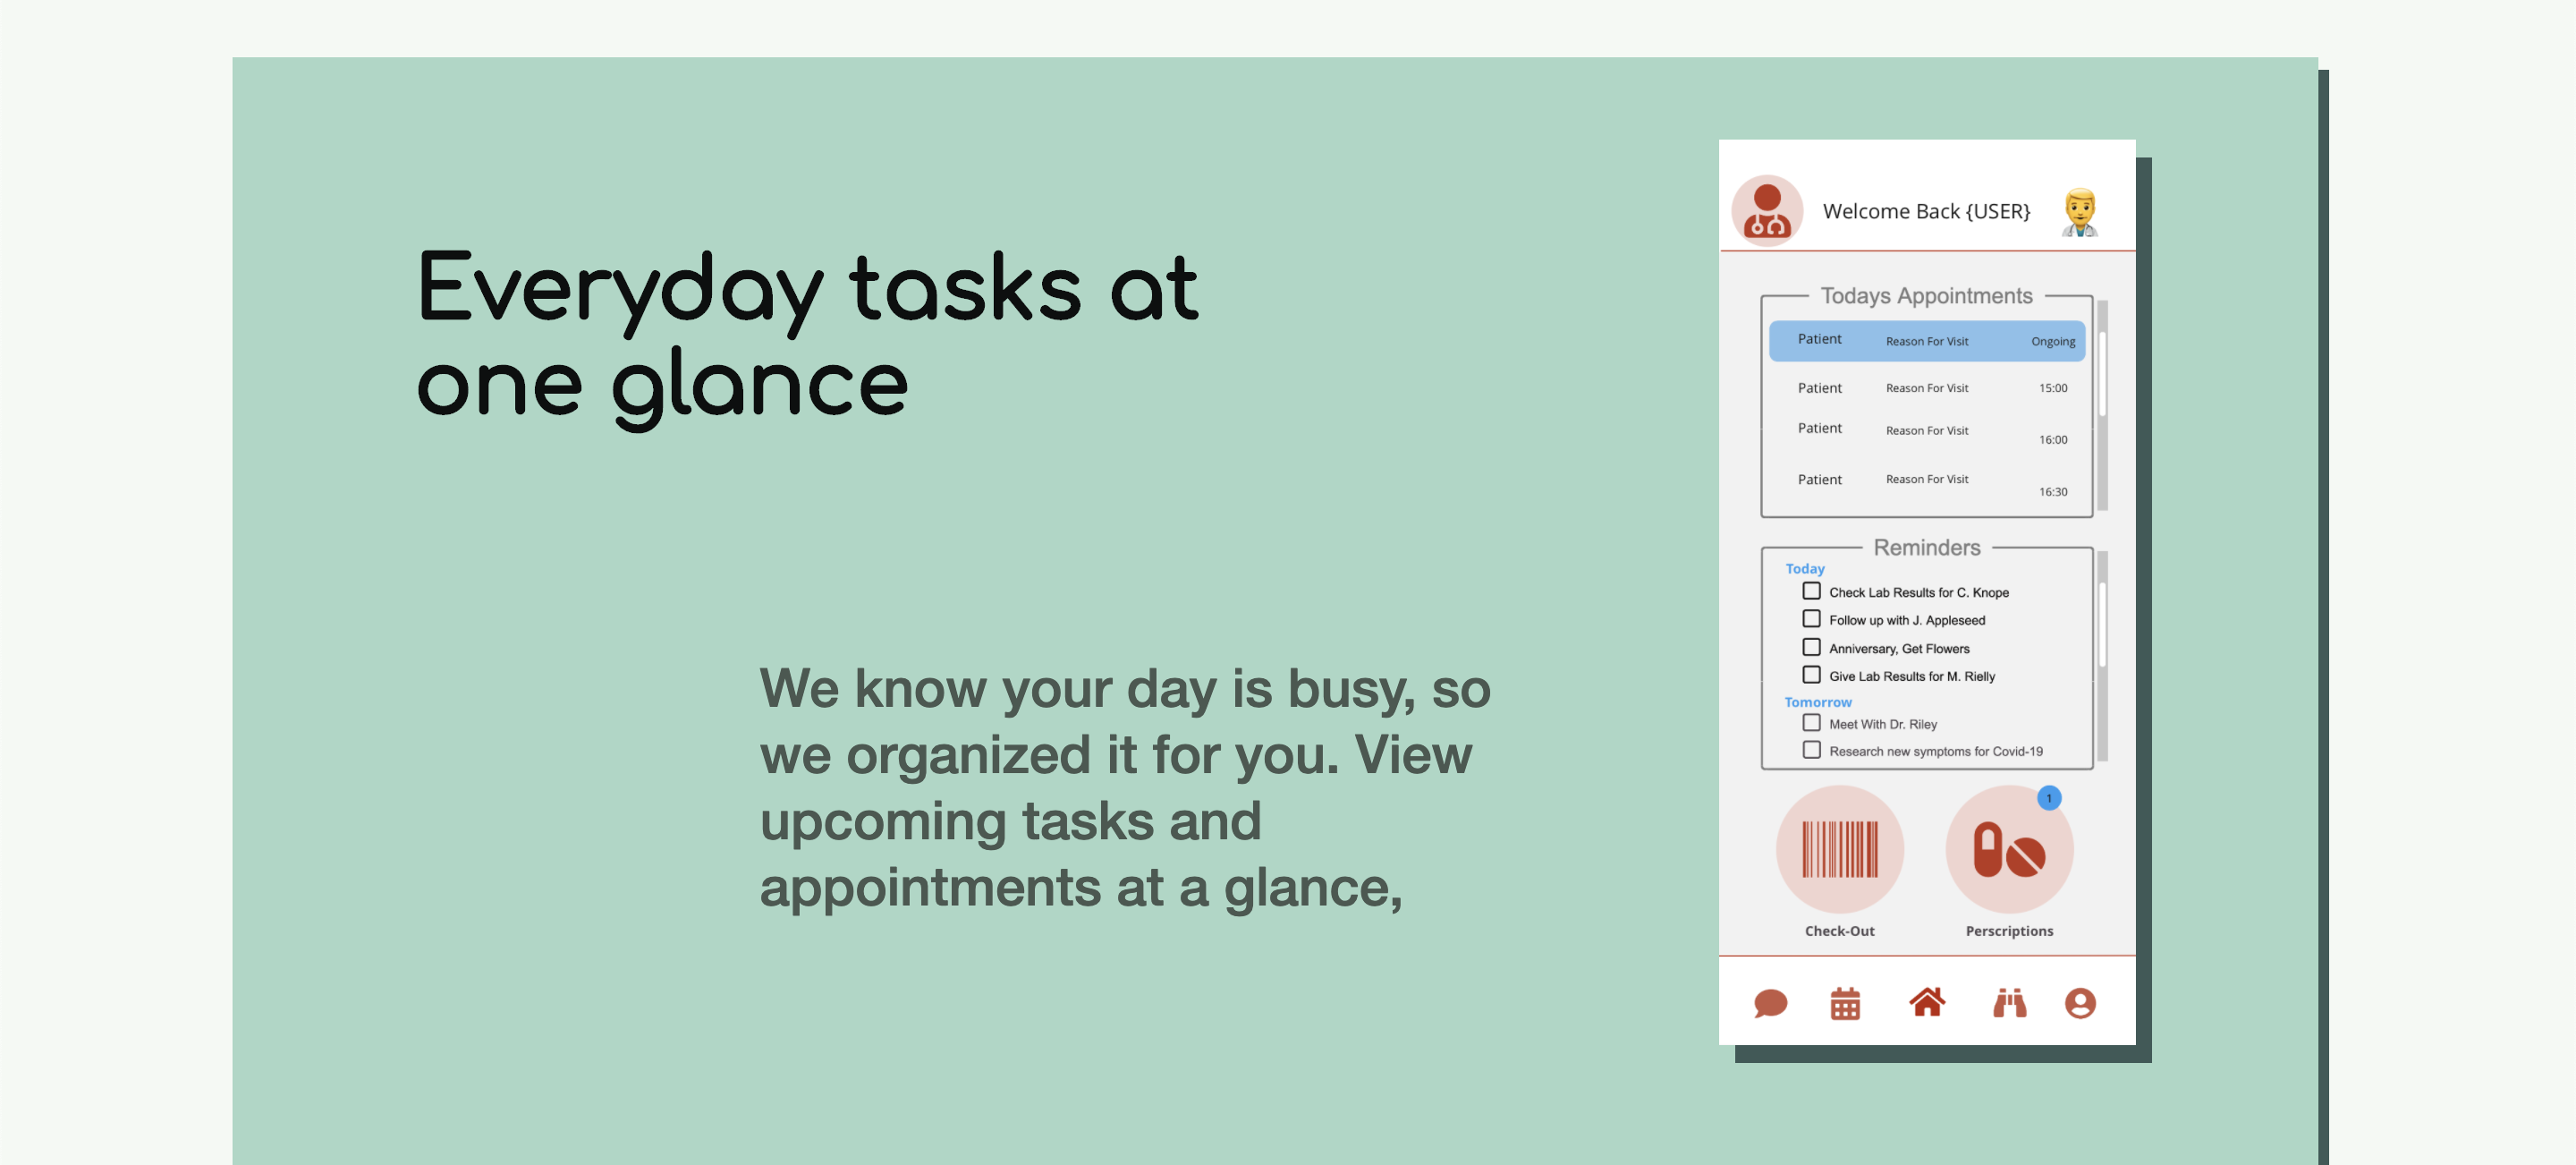 Everyday tasks at
one glance
We know your day is busy, so
we organized it for you. View
upcoming tasks and
appointments at a glance,
Welcome Back {USER}
Todays Appointments
Patient Reason For Visit Ongoing
Patient Reason For Visit 15:00
Patient Reason For Visit 16:00
Patient Reason For Visit 16:30
Reminders
Today
Check Lab Results for C. Knope
Follow up with J. Appleseed
Anniversary, Get Flowers
Give Lab Results for M. Rielly
Tomorrow
Meet With Dr. Riley
Research new symptoms for Covid-19
1
Check-Out Perscriptions